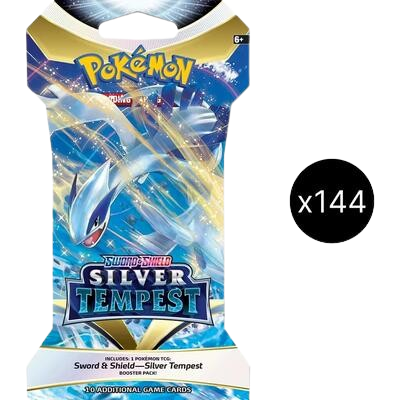 6+
POKéMON
x144
SWORD & SHIELD
SILVER
TEMPEST
INCLUDES: 1 POKÉMON TCG:
Sword & Shield—Silver Tempest
BOOSTER PACK!
10 ADDITIONAL GAME CARDS